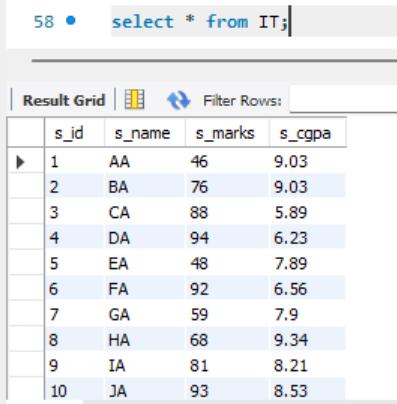 58 select * from IT;
Result Grid Filter Rows:
s_id s_name s_marks s_cgpa
1 AA 46 9.03
2 BA 76 9.03
3 CA 88 5.89
4 DA 94 6.23
5 EA 48 7.89
6 FA 92 6.56
7 GA 59 7.9
8 HA 68 9.34
9 IA 81 8.21
10 JA 93 8.53